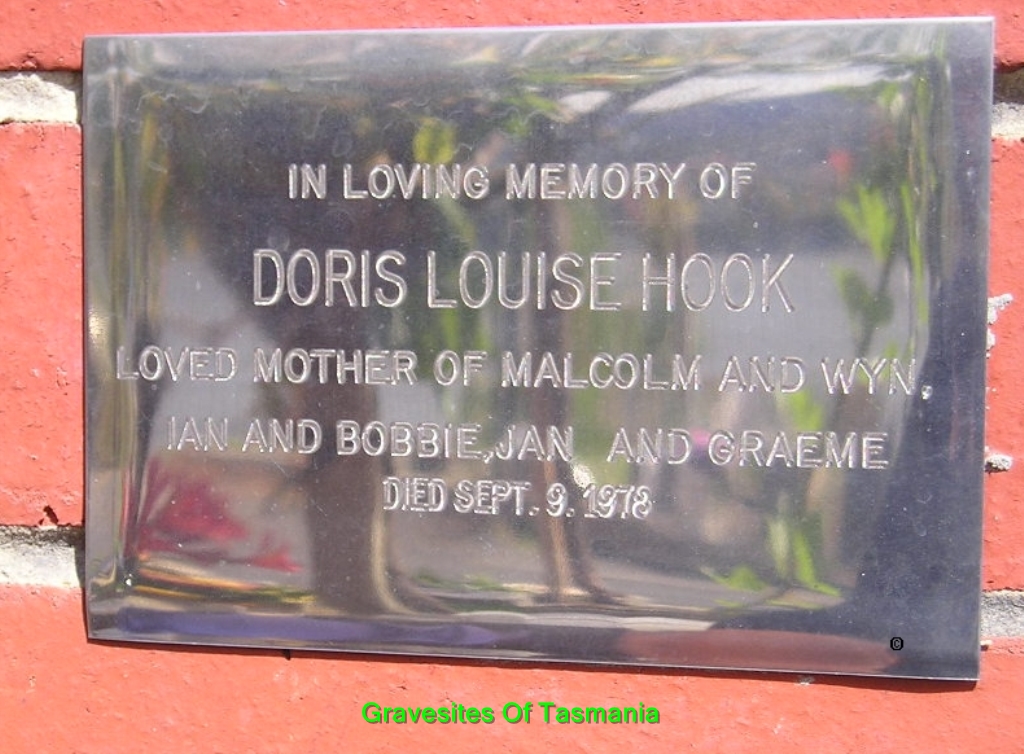 IN LOVING MEMORY OF
DORIS LOUISE HOOK
LOVED MOTHER OF MALCOLM AND WYN,
IAN AND BOBBIE, JAN AND GRAEME
DIED SEPT. 9. 1978
©
Gravesites Of Tasmania